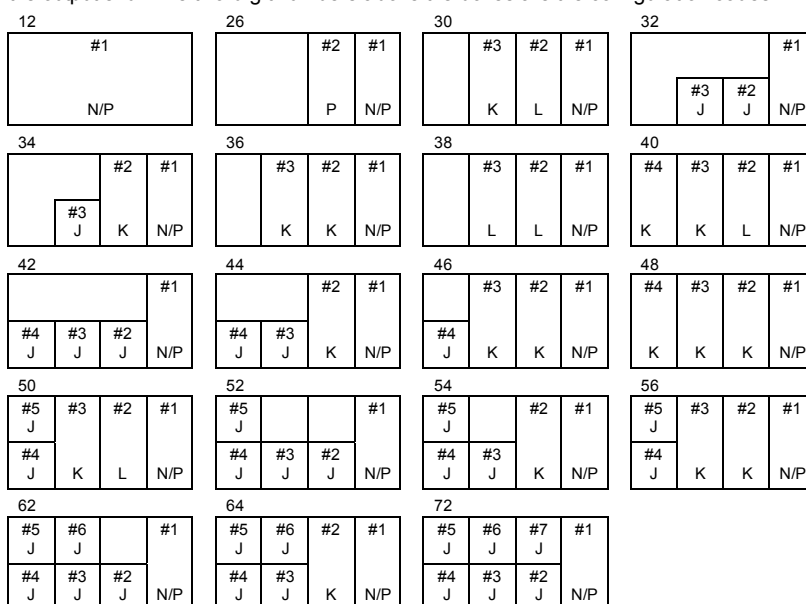 12 26 30 32
#1 #2 #1 #3 #2 #1 #1
#3 #2
N/P P N/P K L N/P J J N/P
34 36 38 40
#2 #1 #3 #2 #1 #3 #2 #1 #4 #3 #2 #1
#3
J K N/P K K N/P L L N/P K K L N/P
42 44 46 48
#1 #2 #1 #3 #2 #1 #4 #3 #2 #1
#4 #3 #2 #4 #3 #4
J J J N/P J J K N/P J K K N/P K K K N/P
50 52 54 56
#5 #3 #2 #1 #5 #1 #5 #2 #1 #5 #3 #2 #1
J J J J
#4 #4 #3 #2 #4 #3 #4
J K L N/P J J J N/P J J K N/P J K K N/P
62 64 72
#5 #6 #1 #5 #6 #2 #1 #5 #6 #7 #1
J J J J J J J
#4 #3 #2 #4 #3 #4 #3 #2
J J J N/P J J K N/P J J J N/P